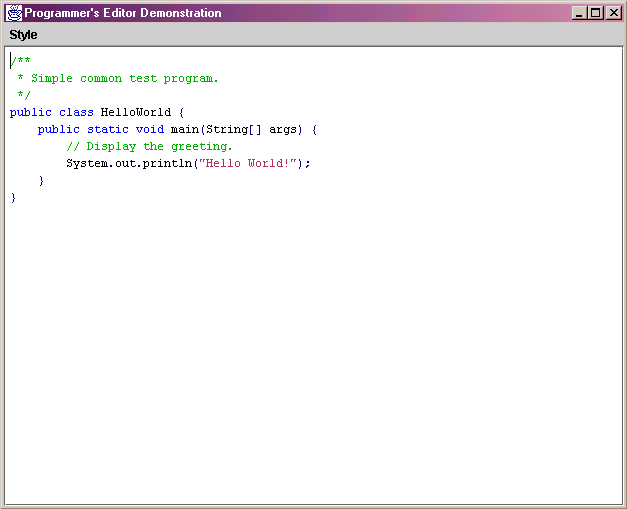 Programmer's Editor Demonstration
Style
/**
 * Simple common test program.
 */
public class HelloWorld {
    public static void main(String[] args) {
        // Display the greeting.
        System.out.println("Hello World!");
    }
}